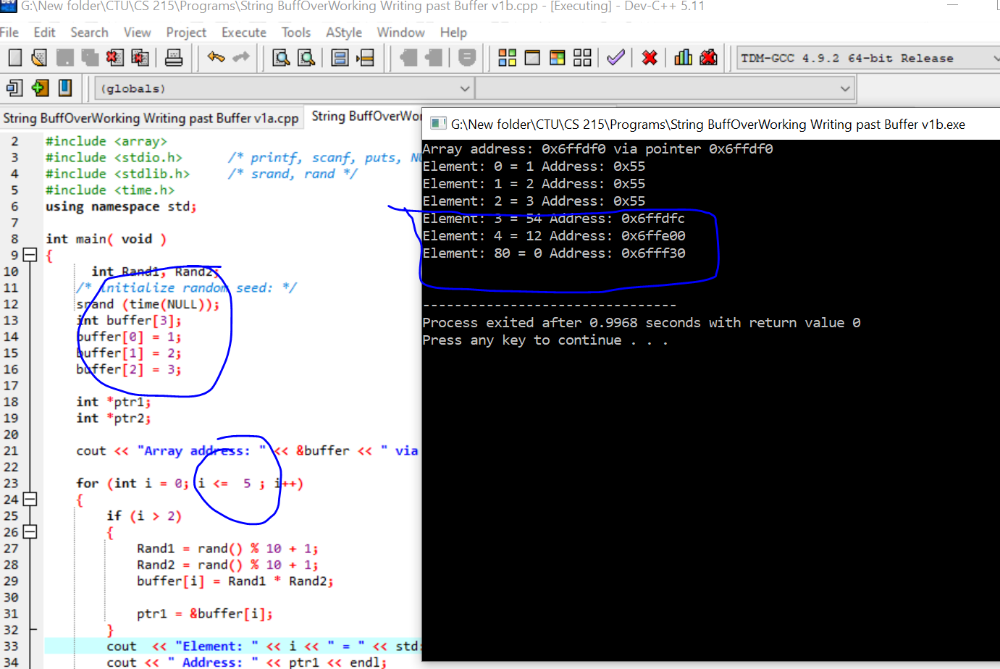 G:\New folder\CTU\CS 215\Programs\String BuffOverWorking Writing past Buffer v1b.cpp - [Executing] - Dev-C++ 5.11
File Edit Search View Project Execute Tools AStyle Window Help
TDM-GCC 4.9.2 64-bit Release
(globals)
String BuffOverWorking Writing past Buffer v1a.cpp
String BuffOverWor
2 #include <array>
3 #include <stdio.h> /* printf, scanf, puts, NU
4 #include <stdlib.h> /* srand, rand */
5 #include <time.h>
6 using namespace std;
7
8 int main( void )
9 {
10 int Rand1, Rand2;
11 /* initialize random seed: */
12 srand (time(NULL));
13 int buffer[3];
14 buffer[0] = 1;
15 buffer[1] = 2;
16 buffer[2] = 3;
17
18 int *ptr1;
19 int *ptr2;
20
21 cout << "Array address: " << &buffer << " via
22
23 for (int i = 0; i <= 5 ; i++)
24 {
25 if (i > 2)
26 {
27 Rand1 = rand() % 10 + 1;
28 Rand2 = rand() % 10 + 1;
29 buffer[i] = Rand1 * Rand2;
30
31 ptr1 = &buffer[i];
32 }
33 cout << "Element: " << i << " = " << std:
34 cout << " Address: " << ptr1 << endl;
G:\New folder\CTU\CS 215\Programs\String BuffOverWorking Writing past Buffer v1b.exe
Array address: 0x6ffdf0 via pointer 0x6ffdf0
Element: 0 = 1 Address: 0x55
Element: 1 = 2 Address: 0x55
Element: 2 = 3 Address: 0x55
Element: 3 = 54 Address: 0x6ffdfc
Element: 4 = 12 Address: 0x6ffe00
Element: 80 = 0 Address: 0x6fff30
--------------------------------
Process exited after 0.9968 seconds with return value 0
Press any key to continue . . .